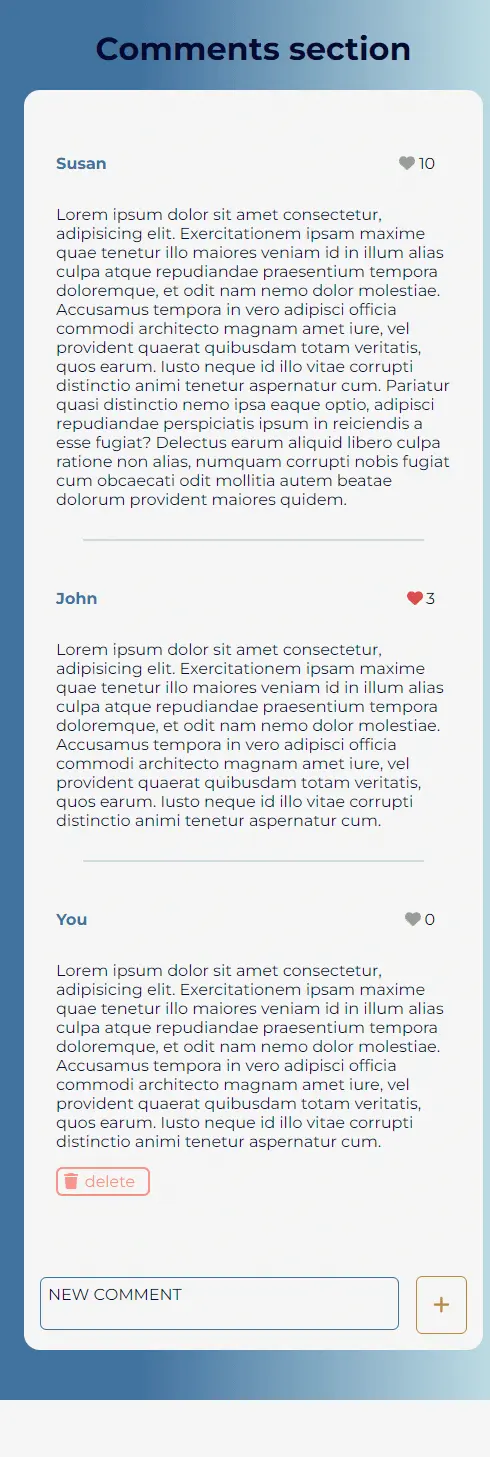 Comments section
Susan
10
Lorem ipsum dolor sit amet consectetur,
adipisicing elit. Exercitationem ipsam maxime
quae tenetur illo maiores veniam id in illum alias
culpa atque repudiandae praesentium tempora
doloremque, et odit nam nemo dolor molestiae.
Accusamus tempora in vero adipisci officia
commodi architecto magnam amet iure, vel
provident quaerat quibusdam totam veritatis,
quos earum. Iusto neque id illo vitae corrupti
distinctio animi tenetur aspernatur cum. Pariatur
quasi distinctio nemo ipsa eaque optio, adipisci
repudiandae perspiciatis ipsum in reiciendis a
esse fugiat? Delectus earum aliquid libero culpa
ratione non alias, numquam corrupti nobis fugiat
cum obcaecati odit mollitia autem beatae
dolorum provident maiores quidem.
John
3
Lorem ipsum dolor sit amet consectetur,
adipisicing elit. Exercitationem ipsam maxime
quae tenetur illo maiores veniam id in illum alias
culpa atque repudiandae praesentium tempora
doloremque, et odit nam nemo dolor molestiae.
Accusamus tempora in vero adipisci officia
commodi architecto magnam amet iure, vel
provident quaerat quibusdam totam veritatis,
quos earum. Iusto neque id illo vitae corrupti
distinctio animi tenetur aspernatur cum.
You
0
Lorem ipsum dolor sit amet consectetur,
adipisicing elit. Exercitationem ipsam maxime
quae tenetur illo maiores veniam id in illum alias
culpa atque repudiandae praesentium tempora
doloremque, et odit nam nemo dolor molestiae.
Accusamus tempora in vero adipisci officia
commodi architecto magnam amet iure, vel
provident quaerat quibusdam totam veritatis,
quos earum. Iusto neque id illo vitae corrupti
distinctio animi tenetur aspernatur cum.
delete
NEW COMMENT
+